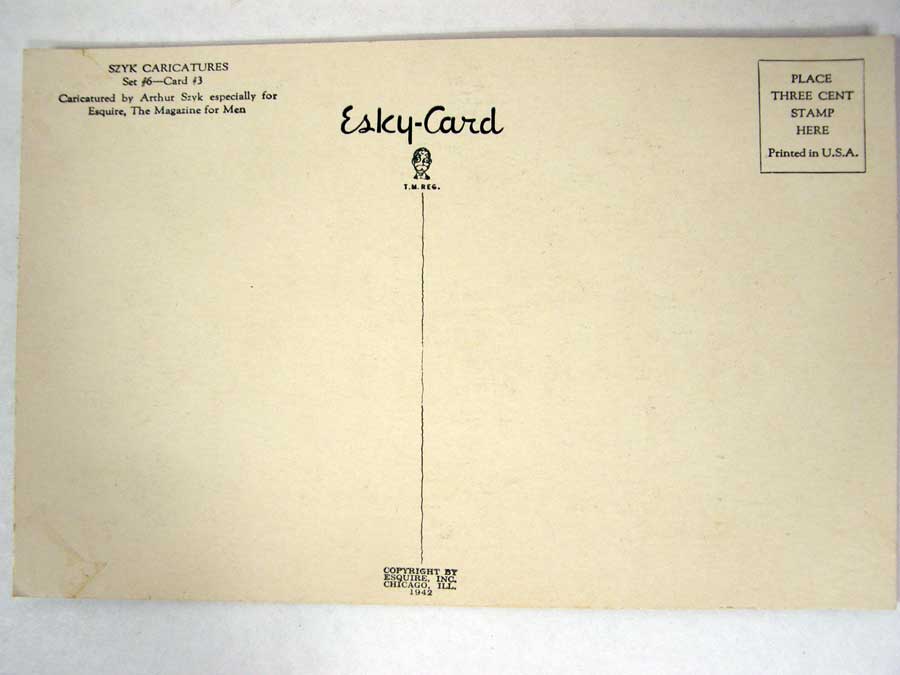 SZYK CARICATURES
Set #6—Card #3
Caricatured by Arthur Szyk especially for
Esquire, The Magazine for Men
Esky-Card
T.M. REG.
PLACE
THREE CENT
STAMP
HERE
Printed in U.S.A.
COPYRIGHT BY
ESQUIRE, INC.
CHICAGO, ILL.
1942